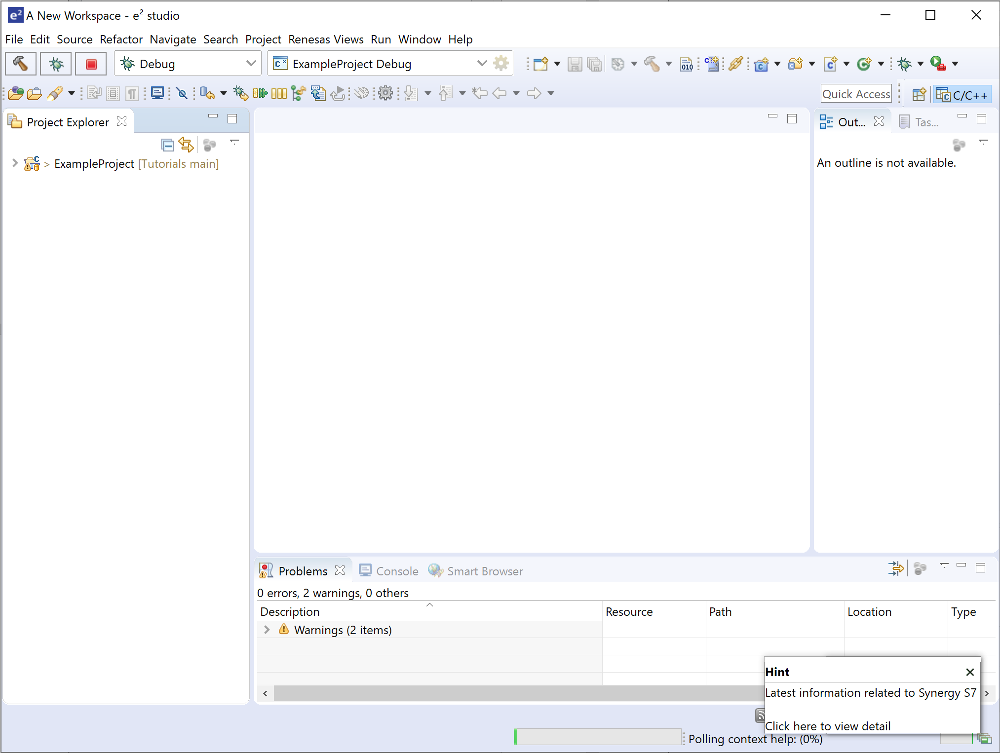 A New Workspace - e² studio
File Edit Source Refactor Navigate Search Project Renesas Views Run Window Help
Debug
ExampleProject Debug
010
Quick Access
C/C++
Project Explorer
Out...
Tas...
> ExampleProject [Tutorials main]
An outline is not available.
Problems
Console
Smart Browser
0 errors, 2 warnings, 0 others
Description Resource Path Location Type
Warnings (2 items)
Hint
Latest information related to Synergy S7
Click here to view detail
Polling context help: (0%)